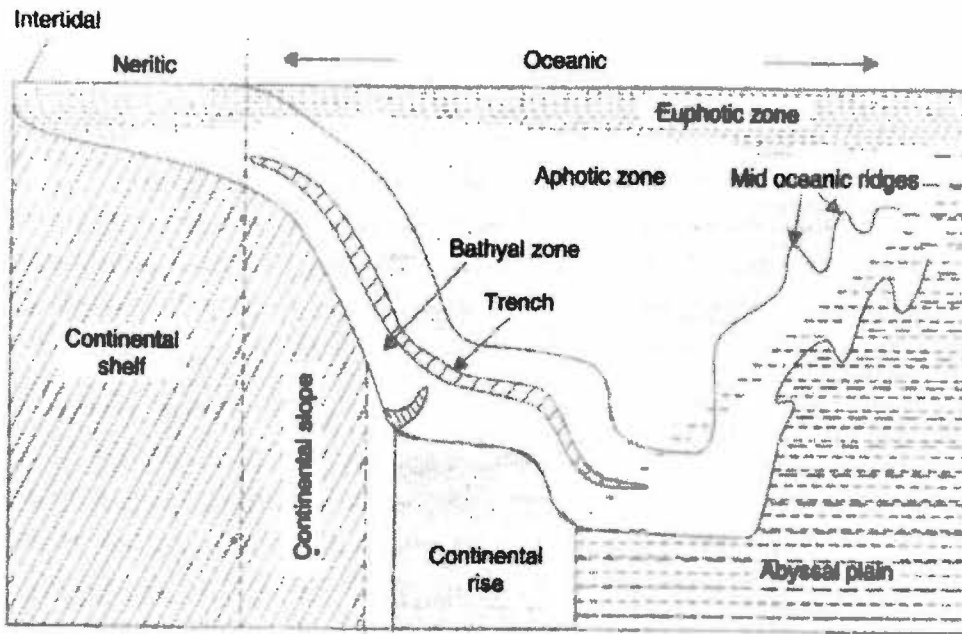 Intertidal
Neritic
Oceanic
Euphotic zone
Aphotic zone
Mid oceanic ridges
Bathyal zone
Trench
Continental
shelf
Continental slope
Continental
rise
Abyssal plain